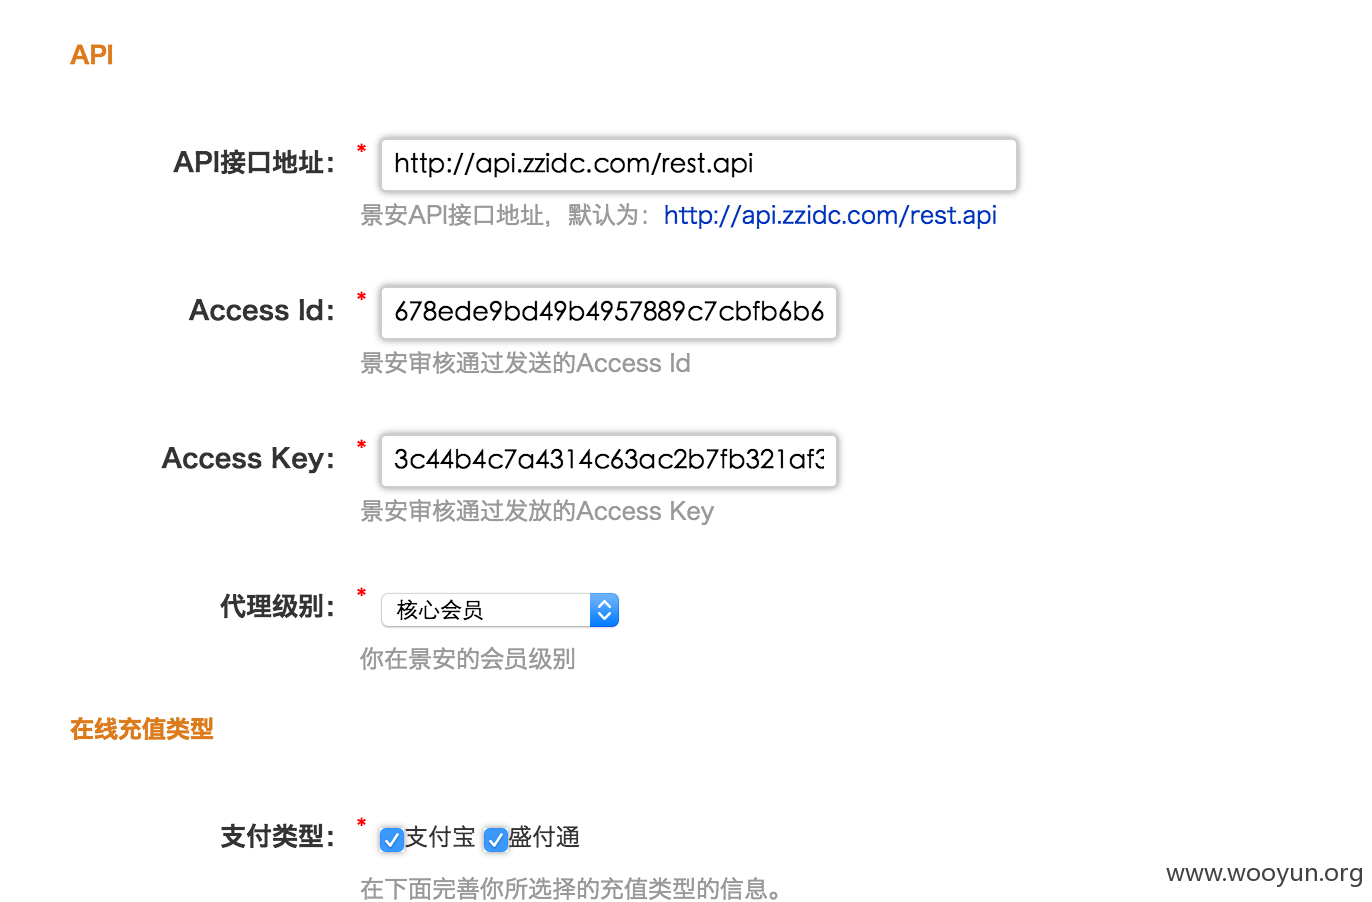 API
API接口地址：
*
http://api.zzidc.com/rest.api
景安API接口地址，默认为：http://api.zzidc.com/rest.api
Access Id：
*
678ede9bd49b4957889c7cbfb6b6
景安审核通过发送的Access Id
Access Key：
*
3c44b4c7a4314c63ac2b7fb321af3
景安审核通过发放的Access Key
代理级别：
*
核心会员
你在景安的会员级别
在线充值类型
支付类型：
*
支付宝 盛付通
在下面完善你所选择的充值类型的信息。
www.wooyun.org